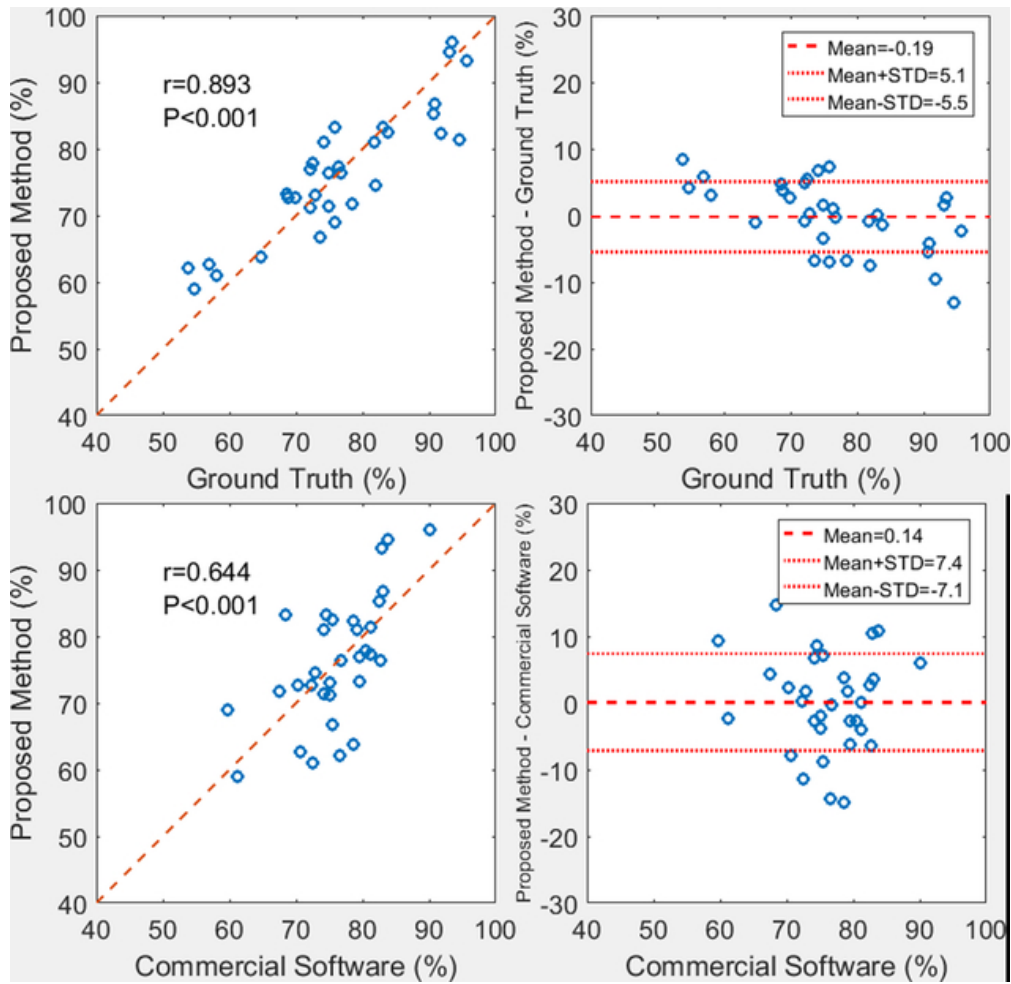 100
90
80
70
60
50
40
Proposed Method (%)
r=0.893
P<0.001
40 50 60 70 80 90 100
Ground Truth (%)
30
20
10
0
-10
-20
-30
Proposed Method - Ground Truth (%)
Mean=-0.19
Mean+STD=5.1
Mean-STD=-5.5
40 50 60 70 80 90 100
Ground Truth (%)
100
90
80
70
60
50
40
Proposed Method (%)
r=0.644
P<0.001
40 50 60 70 80 90 100
Commercial Software (%)
30
20
10
0
-10
-20
-30
Proposed Method - Commercial Software (%)
Mean=0.14
Mean+STD=7.4
Mean-STD=-7.1
40 50 60 70 80 90 100
Commercial Software (%)